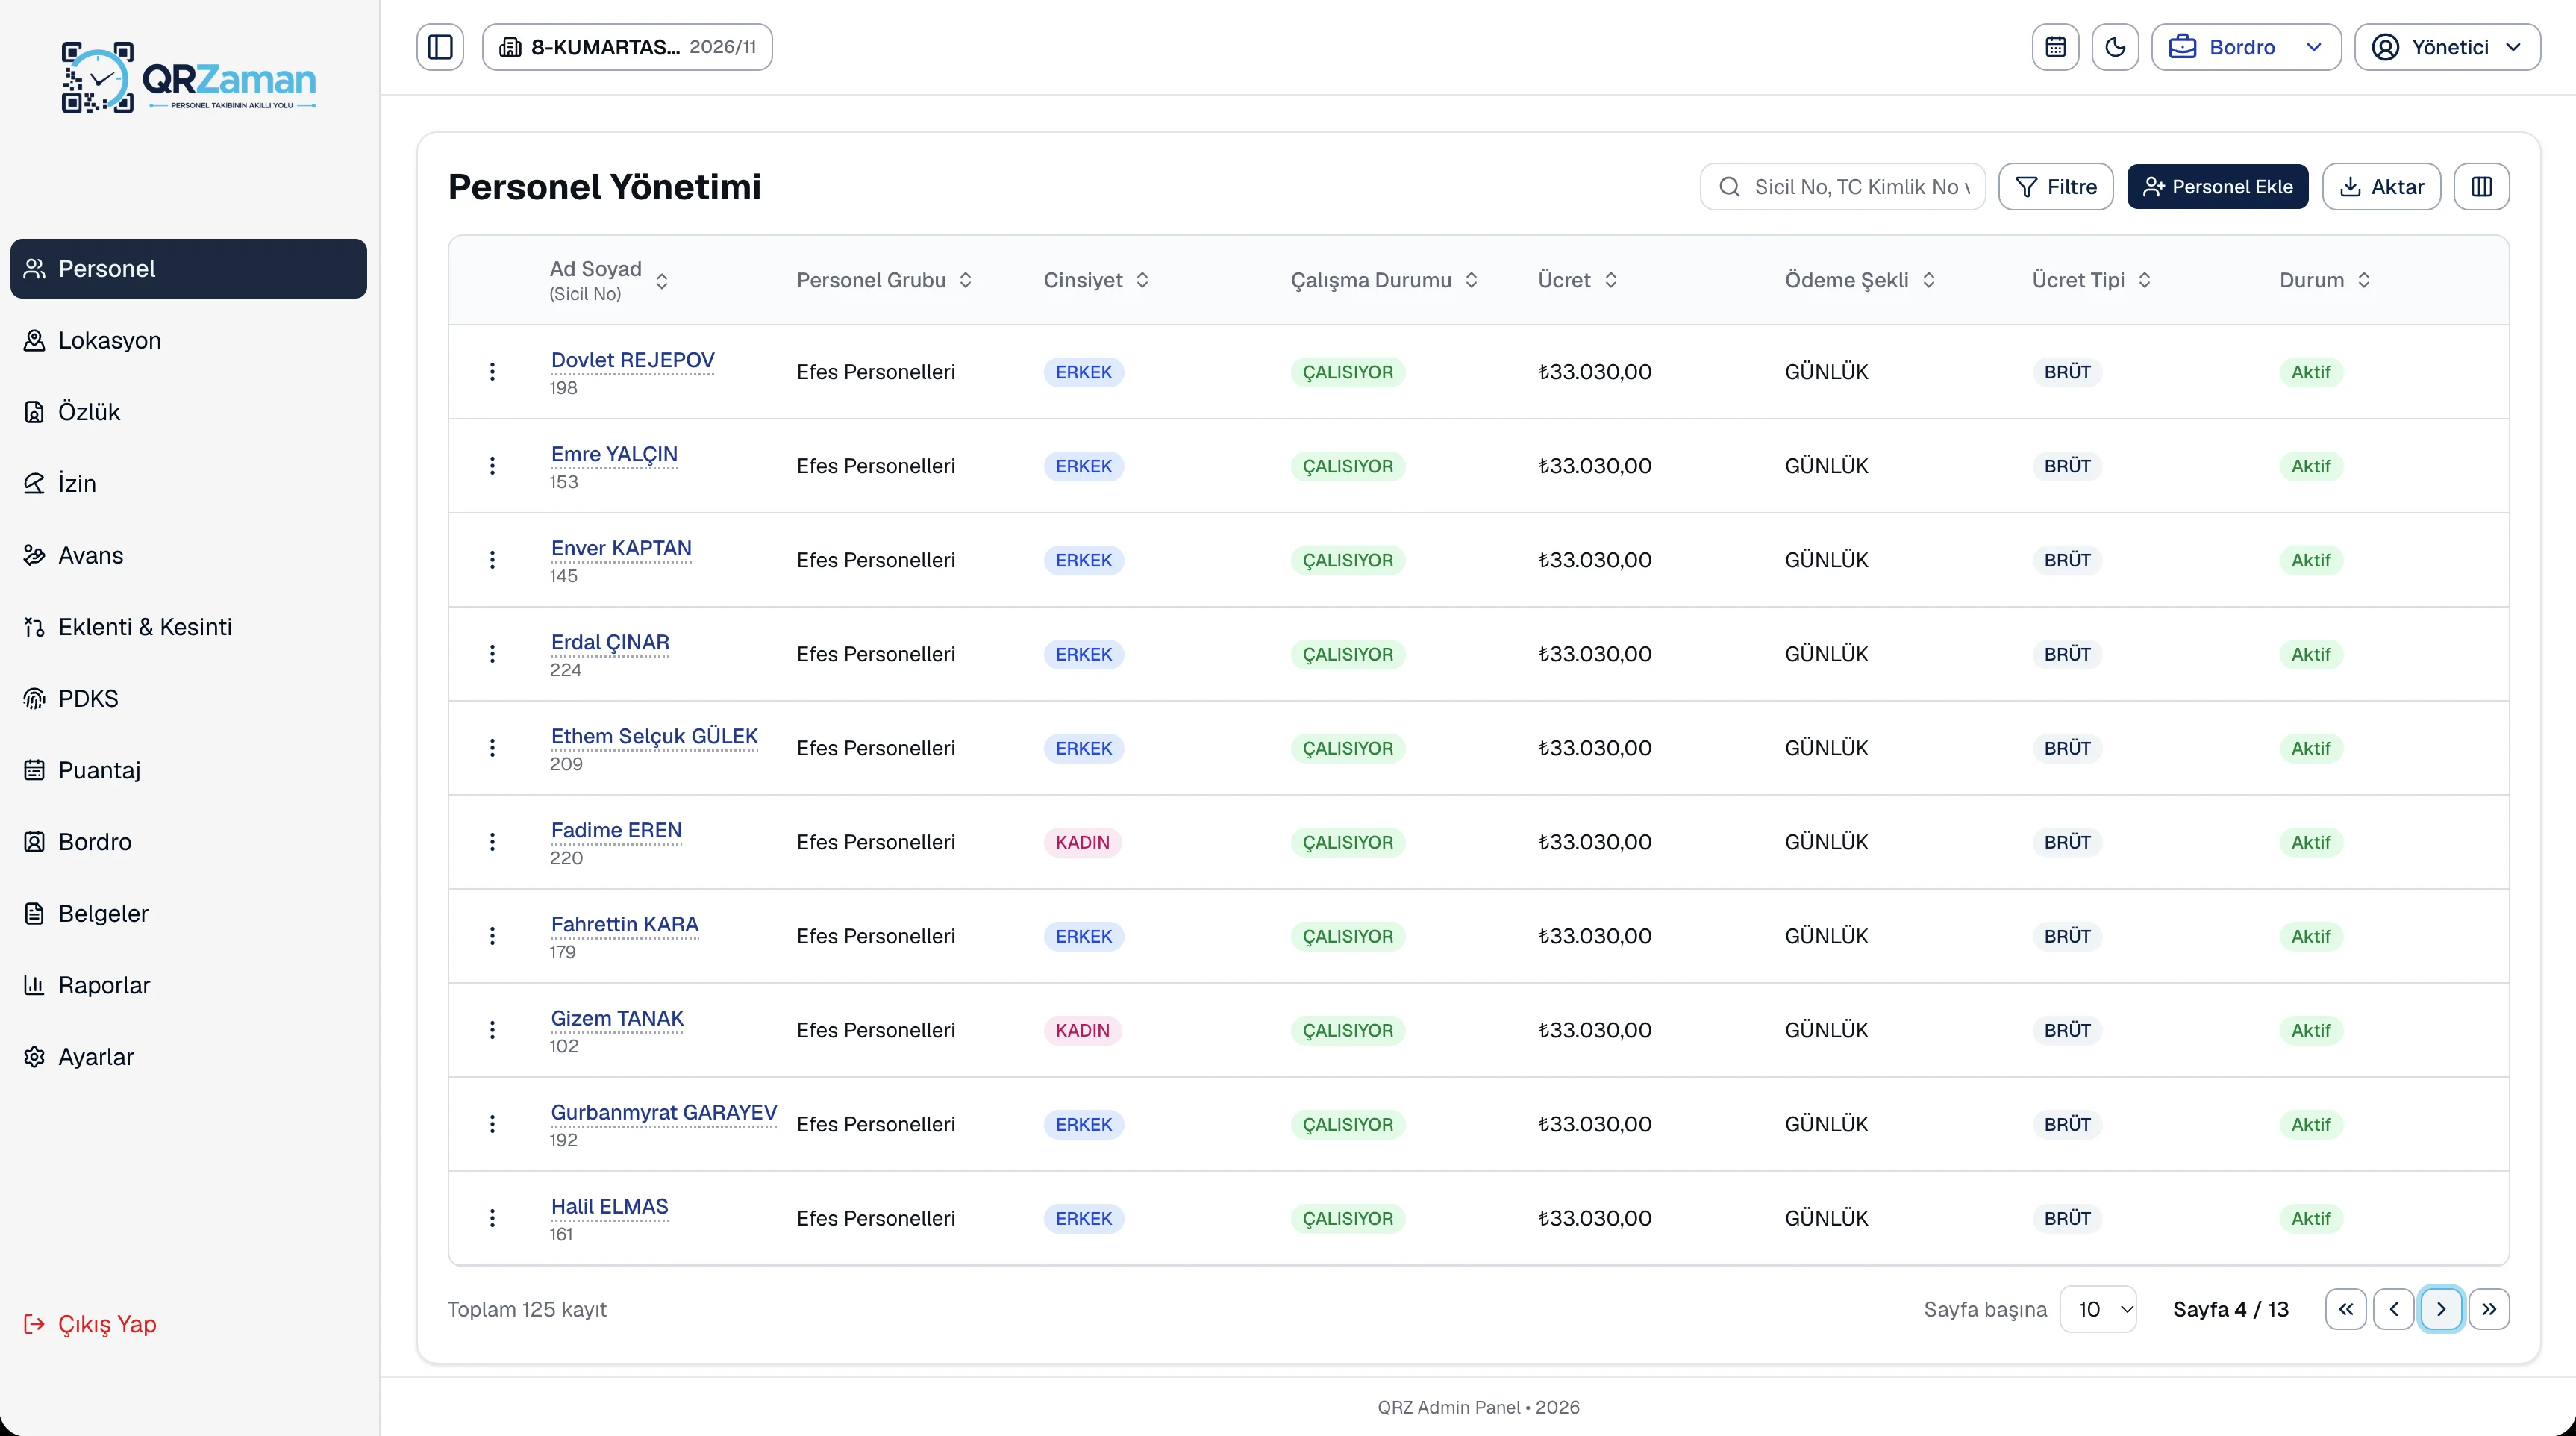 QRZaman
PERSONEL TAKİBİNİN AKILLI YOLU
8-KUMARTAS... 2026/11
Bordro
Yönetici
Personel
Lokasyon
Özlük
İzin
Avans
Eklenti & Kesinti
PDKS
Puantaj
Bordro
Belgeler
Raporlar
Ayarlar
Çıkış Yap
Personel Yönetimi
Sicil No, TC Kimlik No v
Filtre
Personel Ekle
Aktar
Ad Soyad
(Sicil No)
Personel Grubu
Cinsiyet
Çalışma Durumu
Ücret
Ödeme Şekli
Ücret Tipi
Durum
Dovlet REJEPOV
198
Efes Personelleri ERKEK ÇALISIYOR ₺33.030,00 GÜNLÜK BRÜT Aktif
Emre YALÇIN
153
Efes Personelleri ERKEK ÇALISIYOR ₺33.030,00 GÜNLÜK BRÜT Aktif
Enver KAPTAN
145
Efes Personelleri ERKEK ÇALISIYOR ₺33.030,00 GÜNLÜK BRÜT Aktif
Erdal ÇINAR
224
Efes Personelleri ERKEK ÇALISIYOR ₺33.030,00 GÜNLÜK BRÜT Aktif
Ethem Selçuk GÜLEK
209
Efes Personelleri ERKEK ÇALISIYOR ₺33.030,00 GÜNLÜK BRÜT Aktif
Fadime EREN
220
Efes Personelleri KADIN ÇALISIYOR ₺33.030,00 GÜNLÜK BRÜT Aktif
Fahrettin KARA
179
Efes Personelleri ERKEK ÇALISIYOR ₺33.030,00 GÜNLÜK BRÜT Aktif
Gizem TANAK
102
Efes Personelleri KADIN ÇALISIYOR ₺33.030,00 GÜNLÜK BRÜT Aktif
Gurbanmyrat GARAYEV
192
Efes Personelleri ERKEK ÇALISIYOR ₺33.030,00 GÜNLÜK BRÜT Aktif
Halil ELMAS
161
Efes Personelleri ERKEK ÇALISIYOR ₺33.030,00 GÜNLÜK BRÜT Aktif
Toplam 125 kayıt
Sayfa başına 10
Sayfa 4 / 13
QRZ Admin Panel • 2026